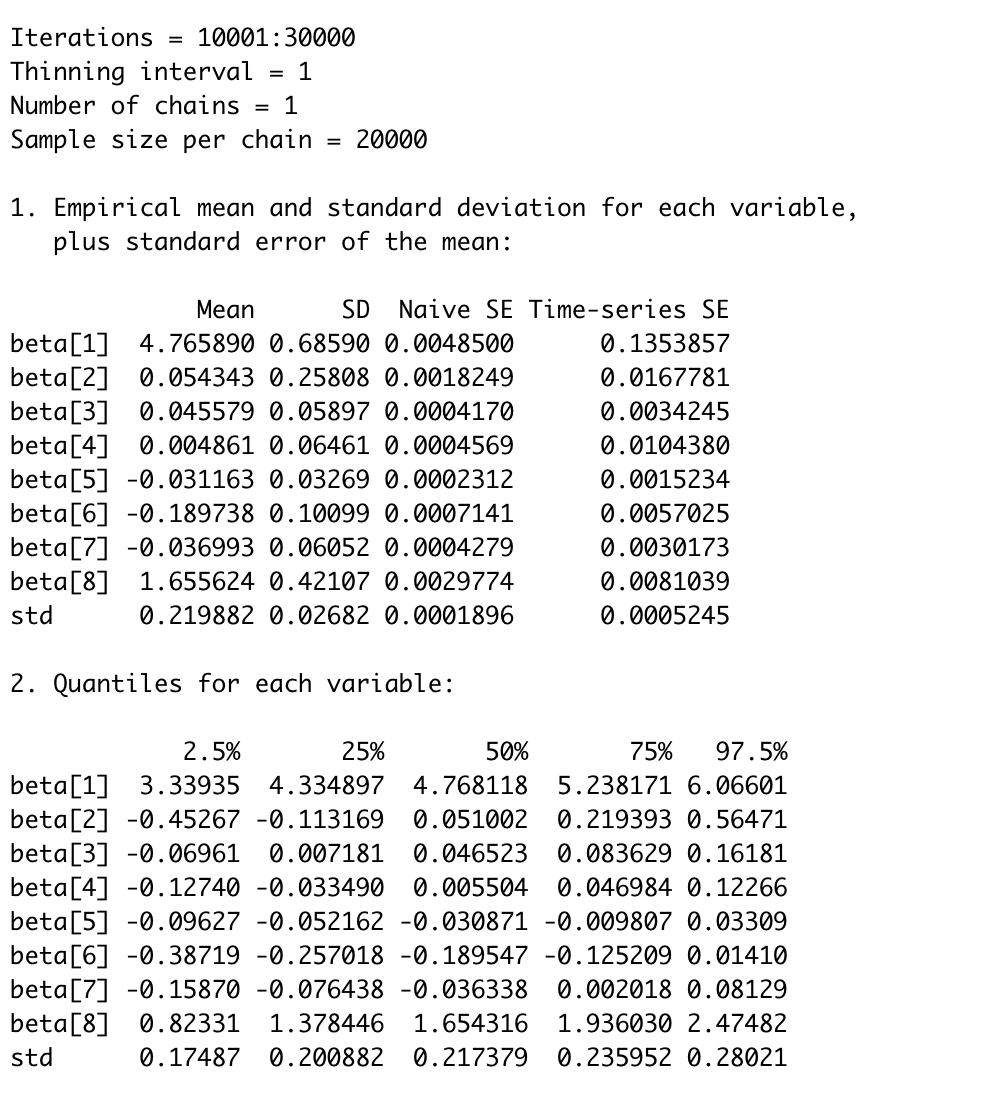 Iterations = 10001:30000
Thinning interval = 1
Number of chains = 1
Sample size per chain = 20000

1. Empirical mean and standard deviation for each variable,
   plus standard error of the mean:

             Mean      SD  Naive SE Time-series SE
beta[1]  4.765890 0.68590 0.0048500      0.1353857
beta[2]  0.054343 0.25808 0.0018249      0.0167781
beta[3]  0.045579 0.05897 0.0004170      0.0034245
beta[4]  0.004861 0.06461 0.0004569      0.0104380
beta[5] -0.031163 0.03269 0.0002312      0.0015234
beta[6] -0.189738 0.10099 0.0007141      0.0057025
beta[7] -0.036993 0.06052 0.0004279      0.0030173
beta[8]  1.655624 0.42107 0.0029774      0.0081039
std      0.219882 0.02682 0.0001896      0.0005245

2. Quantiles for each variable:

            2.5%       25%       50%       75%   97.5%
beta[1]  3.33935  4.334897  4.768118  5.238171 6.06601
beta[2] -0.45267 -0.113169  0.051002  0.219393 0.56471
beta[3] -0.06961  0.007181  0.046523  0.083629 0.16181
beta[4] -0.12740 -0.033490  0.005504  0.046984 0.12266
beta[5] -0.09627 -0.052162 -0.030871 -0.009807 0.03309
beta[6] -0.38719 -0.257018 -0.189547 -0.125209 0.01410
beta[7] -0.15870 -0.076438 -0.036338  0.002018 0.08129
beta[8]  0.82331  1.378446  1.654316  1.936030 2.47482
std      0.17487  0.200882  0.217379  0.235952 0.28021